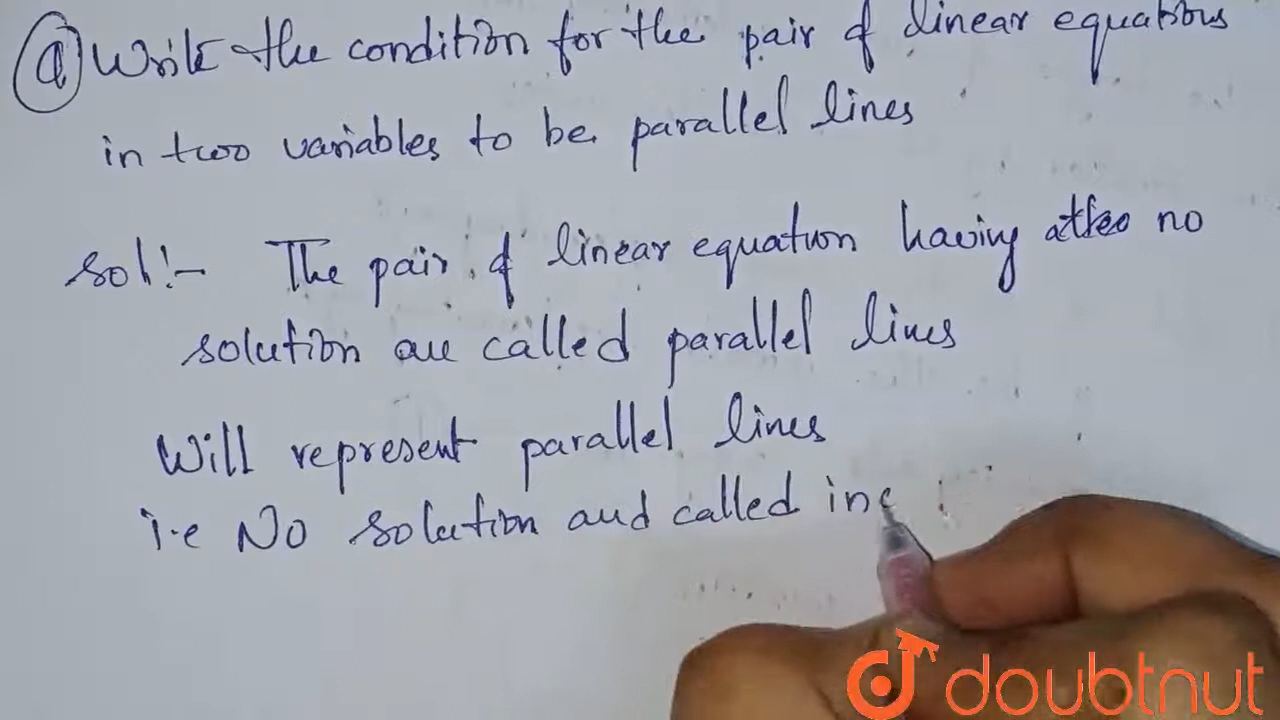 Q Write the condition for the pair of linear equations
in two variables to be parallel lines
sol:- The pair of linear equation having no
solution are called parallel lines
Will represent parallel lines
i.e No solution and called inc
doubtnut